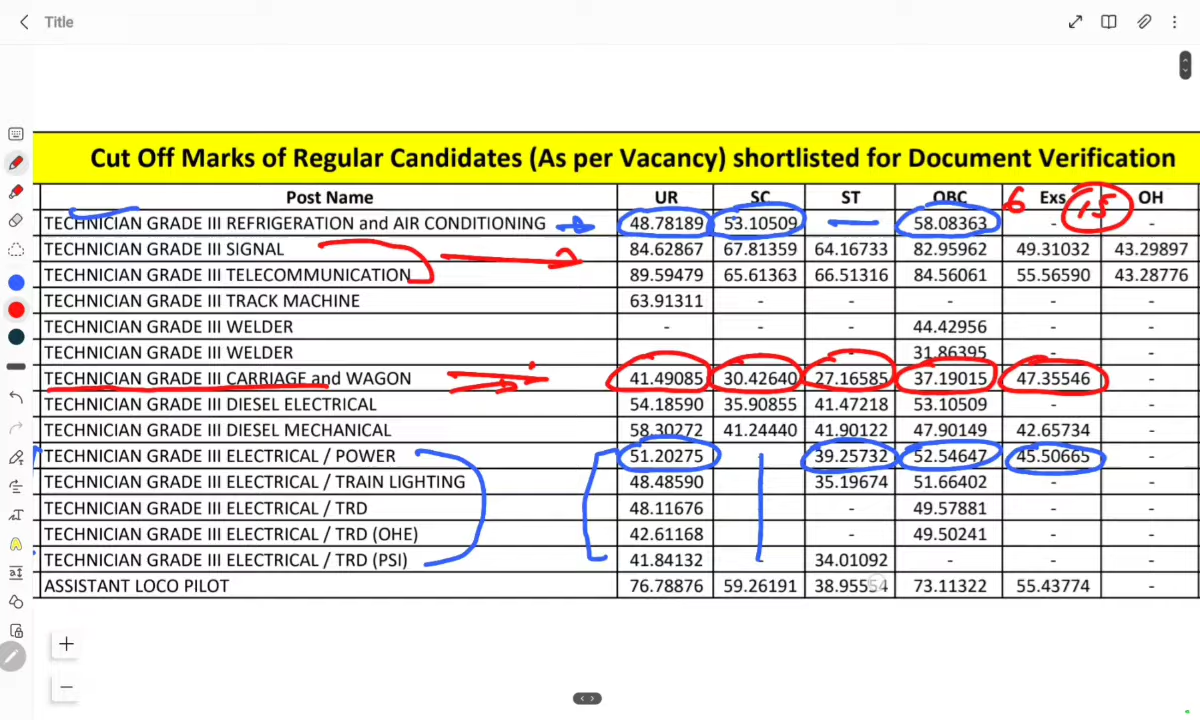 Title
Cut Off Marks of Regular Candidates (As per Vacancy) shortlisted for Document Verification
Post Name UR SC ST OBC 6 Exs 15 OH
TECHNICIAN GRADE III REFRIGERATION and AIR CONDITIONING 48.78189 53.10509 58.08363 - -
TECHNICIAN GRADE III SIGNAL 84.62867 67.81359 64.16733 82.95962 49.31032 43.29897
TECHNICIAN GRADE III TELECOMMUNICATION 89.59479 65.61363 66.51316 84.56061 55.56590 43.28776
TECHNICIAN GRADE III TRACK MACHINE 63.91311 - - - - -
TECHNICIAN GRADE III WELDER - - - 44.42956 - -
TECHNICIAN GRADE III WELDER - 31.86395 - -
TECHNICIAN GRADE III CARRIAGE and WAGON 41.49085 30.42640 27.16585 37.19015 47.35546 -
TECHNICIAN GRADE III DIESEL ELECTRICAL 54.18590 35.90855 41.47218 53.10509 - -
TECHNICIAN GRADE III DIESEL MECHANICAL 58.30272 41.24440 41.90122 47.90149 42.65734 -
TECHNICIAN GRADE III ELECTRICAL / POWER 51.20275 39.25732 52.54647 45.50665 -
TECHNICIAN GRADE III ELECTRICAL / TRAIN LIGHTING 48.48590 35.19674 51.66402 - -
TECHNICIAN GRADE III ELECTRICAL / TRD 48.11676 - 49.57881 - -
TECHNICIAN GRADE III ELECTRICAL / TRD (OHE) 42.61168 - 49.50241 - -
TECHNICIAN GRADE III ELECTRICAL / TRD (PSI) 41.84132 34.01092 - - -
ASSISTANT LOCO PILOT 76.78876 59.26191 38.95554 73.11322 55.43774 -